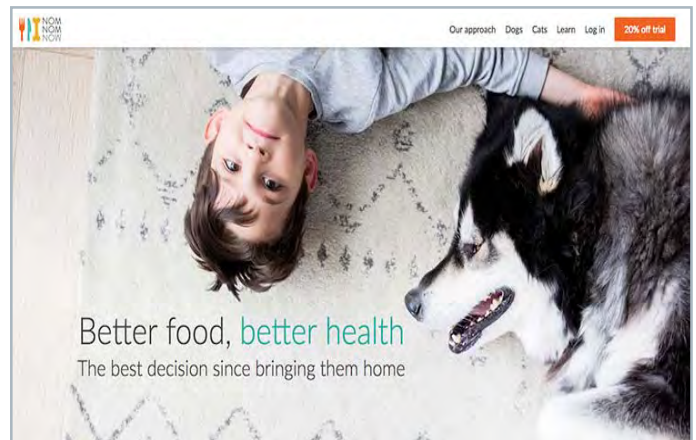 NOM
NOM
NOW
Our approach Dogs Cats Learn Log in 20% off trial
Better food, better health
The best decision since bringing them home